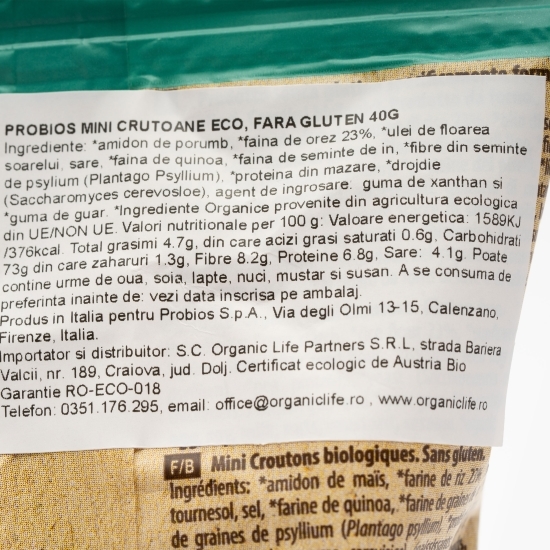 PROBIOS MINI CRUTOANE ECO, FARA GLUTEN 40G
Ingrediente: *amidon de porumb, *faina de orez 23%, *ulei de floarea
soarelui, sare, *faina de quinoa, *faina de seminte de in, *fibre din seminte
de psylium (Plantago Psyllium), *proteina din mazare, *drojdie
(Saccharomyces cerevosloe), agent de ingrosare: guma de xanthan si
*guma de guar. *Ingrediente Organice provenite din agricultura ecologica
din UE/NON UE. Valori nutritionale per 100 g: Valoare energetica: 1589KJ
/376kcal. Total grasimi 4.7g, din care acizi grasi saturati 0.6g, Carbohidrati
73g din care zaharuri 1.3g, Fibre 8.2g, Proteine 6.8g, Sare: 4.1g. Poate
contine urme de oua, soia, lapte, nuci, mustar si susan. A se consuma de
preferinta inainte de: vezi data inscrisa pe ambalaj.
Produs in Italia pentru Probios S.p.A., Via degli Olmi 13-15, Calenzano,
Firenze, Italia.
Importator si distribuitor: S.C. Organic Life Partners S.R.L, strada Bariera
Valcii, nr. 189, Craiova, jud. Dolj. Certificat ecologic de Austria Bio
Garantie RO-ECO-018
Telefon: 0351.176.295, email: office@organiclife.ro , www.organiclife.ro
F/B Mini Croutons biologiques. Sans gluten.
Ingrédients: *amidon de maïs, *farine de riz
tournesol, sel, *farine de quinoa, *farine de
de graines de psyllium (Plantago psyllium),